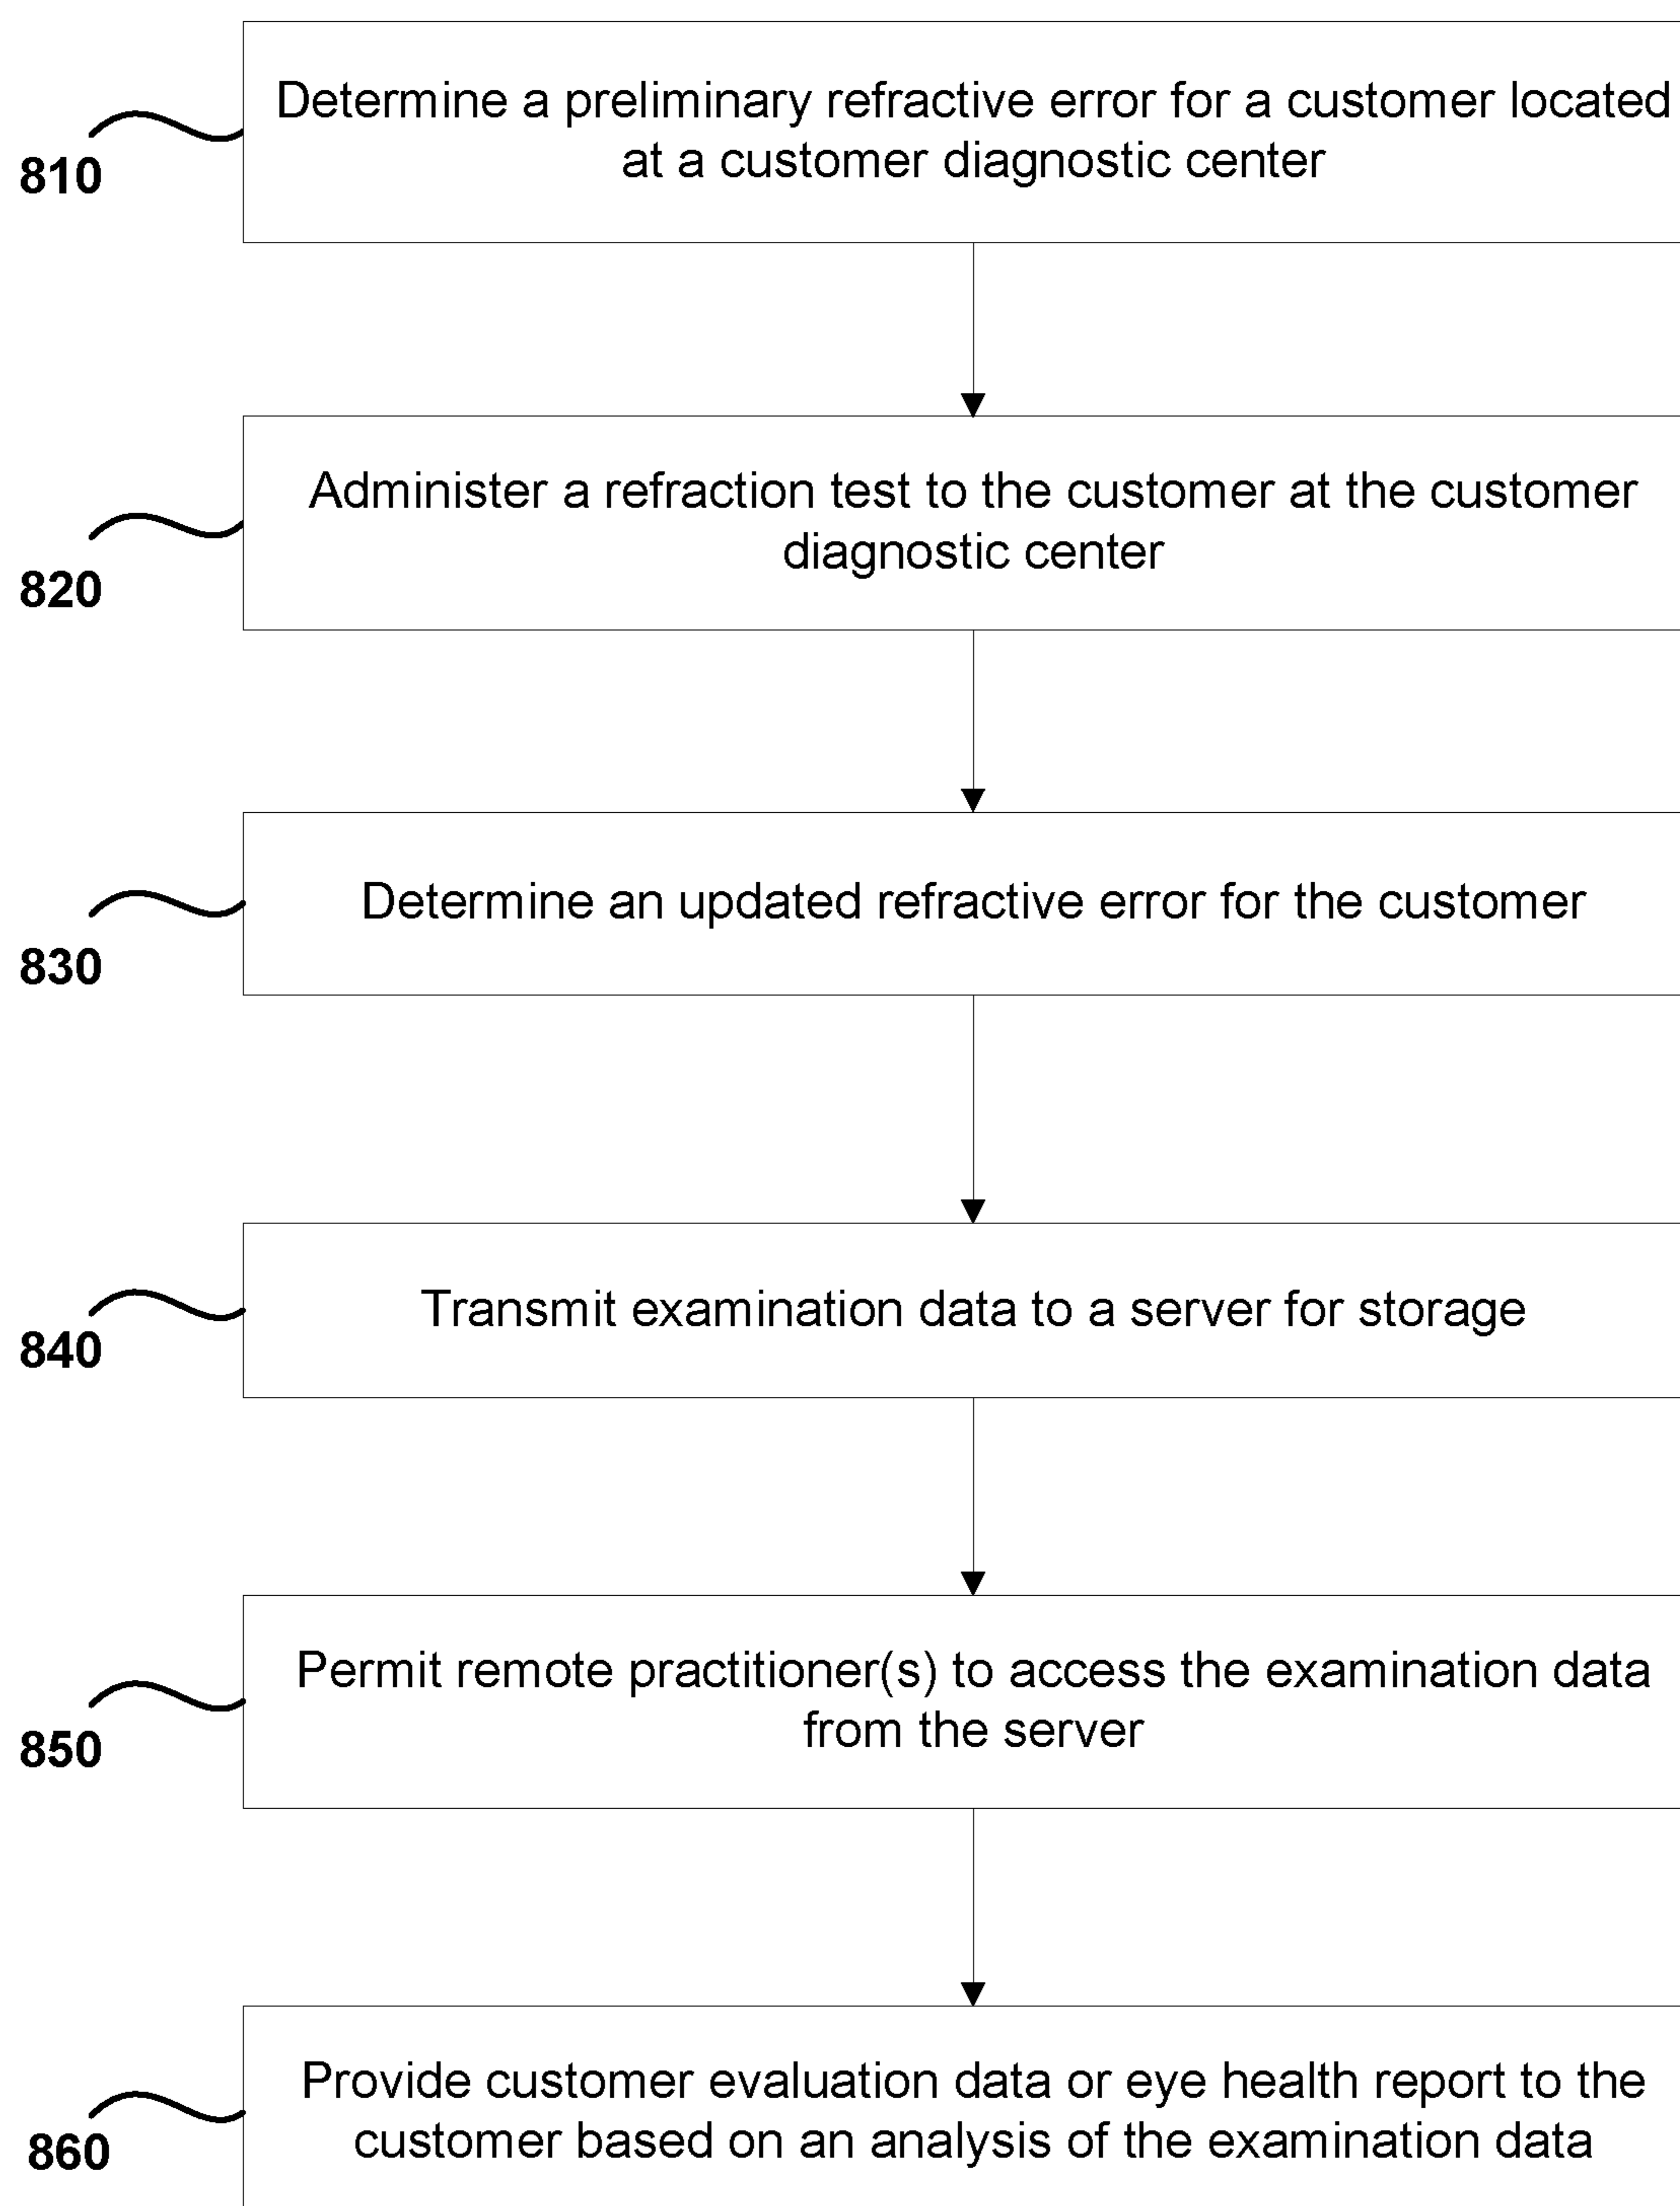 Determine a preliminary refractive error for a customer located
at a customer diagnostic center
810
Administer a refraction test to the customer at the customer
diagnostic center
820
Determine an updated refractive error for the customer
830
Transmit examination data to a server for storage
840
Permit remote practitioner(s) to access the examination data
from the server
850
Provide customer evaluation data or eye health report to the
customer based on an analysis of the examination data
860